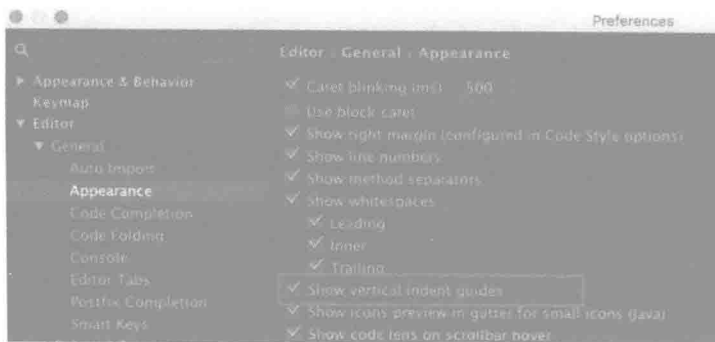 Preferences
Editor › General › Appearance
Appearance & Behavior
Keymap
Editor
General
Auto Import
Appearance
Code Completion
Code Folding
Console
Editor Tabs
Postfix Completion
Smart Keys
Caret blinking (ms): 500
Use block caret
Show right margin (configured in Code Style options)
Show line numbers
Show method separators
Show whitespaces
Leading
Inner
Trailing
Show vertical indent guides
Show icons preview in gutter for small icons (Java)
Show code lens on scrollbar hover